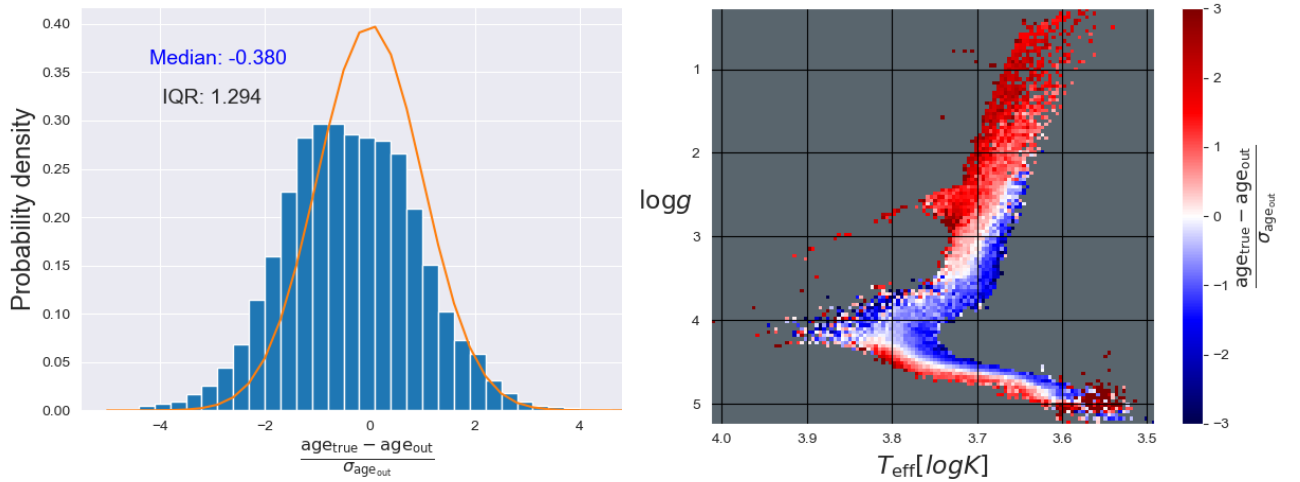 Median: -0.380
IQR: 1.294
Probability density
0.40
0.35
0.30
0.25
0.20
0.15
0.10
0.05
0.00
−4 −2 0 2 4
age_true − age_out
σ_age_out
logg
1
2
3
4
5
4.0 3.9 3.8 3.7 3.6 3.5
T_eff[logK]
3
2
1
0
−1
−2
−3
age_true − age_out
σ_age_out